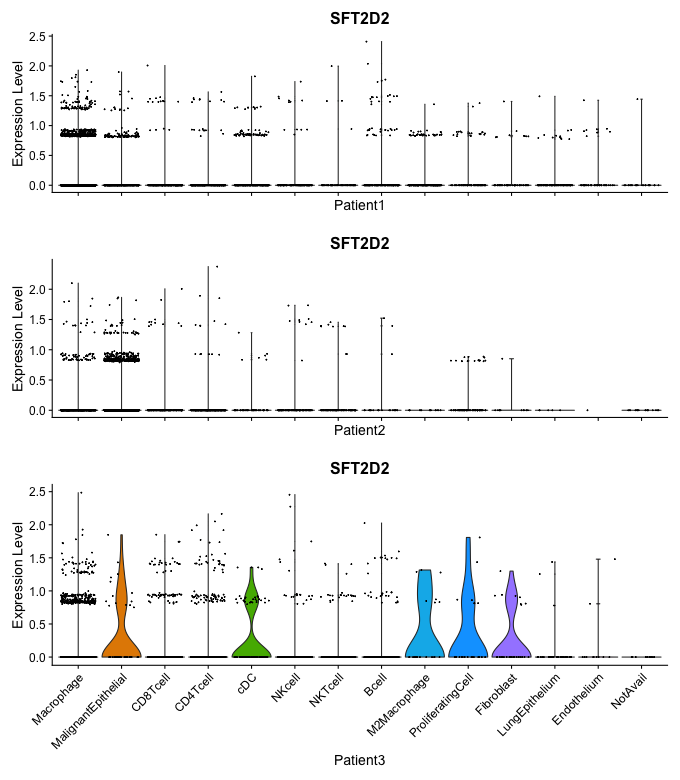 SFT2D2
Expression Level
2.5
2.0
1.5
1.0
0.5
0.0
Patient1
SFT2D2
Expression Level
2.0
1.5
1.0
0.5
0.0
Patient2
SFT2D2
Expression Level
2.5
2.0
1.5
1.0
0.5
0.0
Macrophage
MalignantEpithelial
CD8Tcell
CD4Tcell
cDC
NKcell
NKTcell
Bcell
M2Macrophage
ProliferatingCell
Fibroblast
LungEpithelium
Endothelium
NotAvail
Patient3